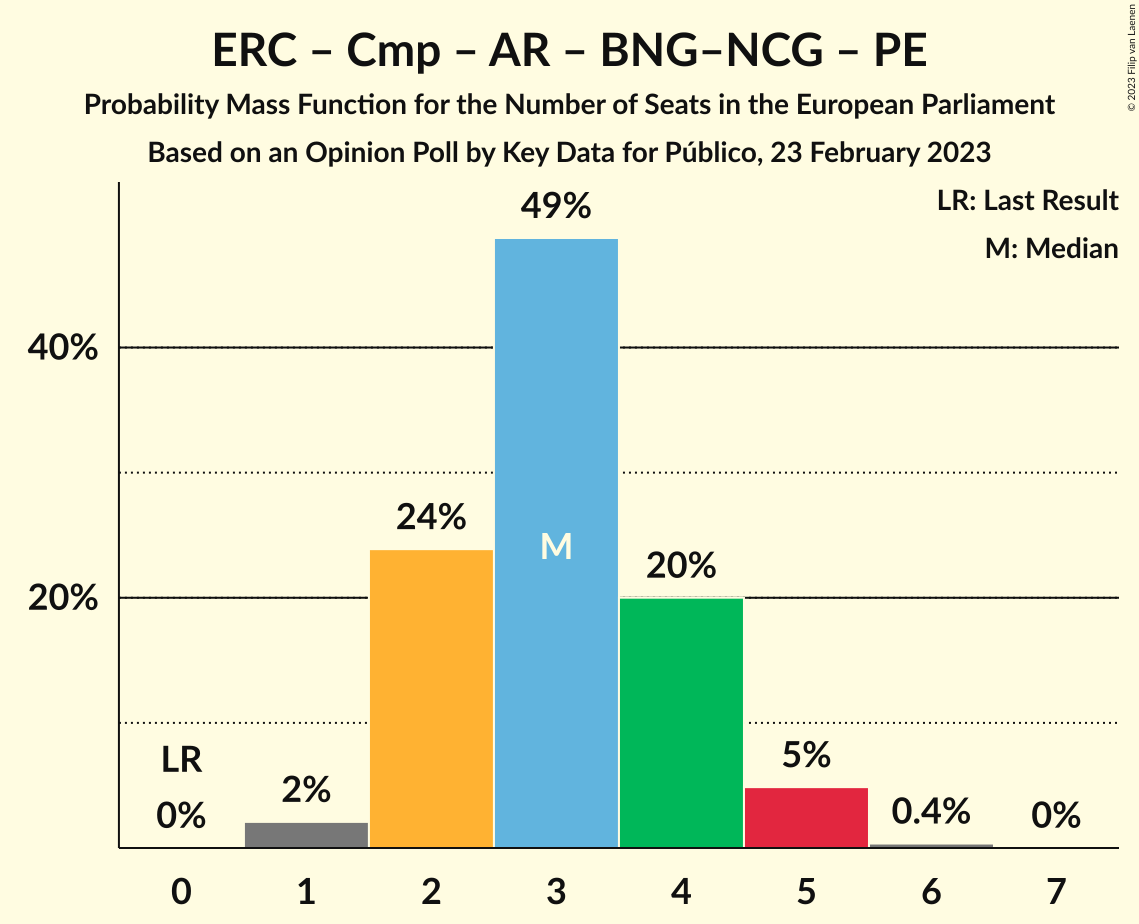 ERC – Cmp – AR – BNG–NCG – PE
Probability Mass Function for the Number of Seats in the European Parliament
Based on an Opinion Poll by Key Data for Público, 23 February 2023
© 2023 Filip van Laenen
LR: Last Result
M: Median
49%
40%
24%
M
20%
20%
LR
0%
2%
5%
0.4%
0%
0 1 2 3 4 5 6 7